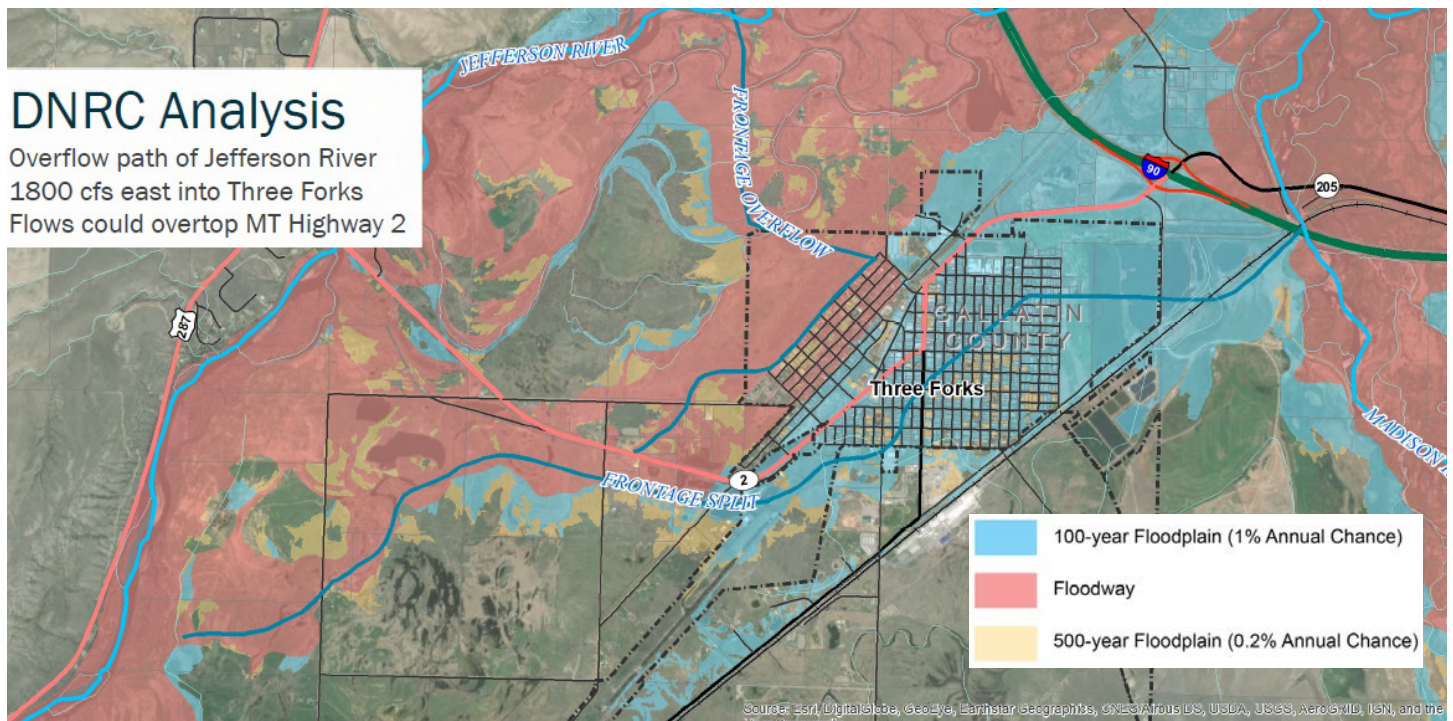 DNRC Analysis
Overflow path of Jefferson River
1800 cfs east into Three Forks
Flows could overtop MT Highway 2
JEFFERSON RIVER
FRONTAGE OVERFLOW
90
205
287
GALLATIN
COUNTY
Three Forks
MADISON
2
FRONTAGE SPLIT
100-year Floodplain (1% Annual Chance)
Floodway
500-year Floodplain (0.2% Annual Chance)
Source: Esri, DigitalGlobe, GeoEye, Earthstar Geographics, CNES/Airbus DS, USDA, USGS, AeroGRID, IGN, and the